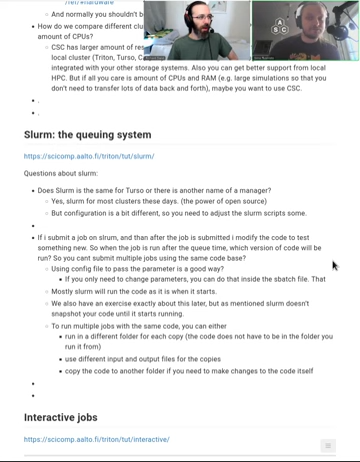 /ref/#hardware
And normally you shouldn't b
How do we compare different clu
amount of CPUs?
CSC has larger amount of res
local cluster (Triton, Turso, C
integrated with your other storage systems. Also you can get better support from local
HPC. But if all you care is amount of CPUs and RAM (e.g. large simulations so that you
don't need to transfer lots of data back and forth), maybe you want to use CSC.
.
.
Slurm: the queuing system
https://scicomp.aalto.fi/triton/tut/slurm/
Questions about slurm:
Does Slurm is the same for Turso or there is another name of a manager?
Yes, slurm for most clusters these days. (the power of open source)
But configuration is a bit different, so you need to adjust the slurm scripts some.
If i submit a job on slrum, and than after the job is submitted i modify the code to test
something new. So when the job is run after the queue time, which version of code will be
run? So you cant submit multiple jobs using the same code base?
Using config file to pass the parameter is a good way?
If you only need to change parameters, you can do that inside the sbatch file. That
Mostly slurm will run the code as it is when it starts.
We also have an exercise exactly about this later, but as mentioned slurm doesn't
snapshot your code until it starts running.
To run multiple jobs with the same code, you can either
run in a different folder for each copy (the code does not have to be in the folder you
run it from)
use different input and output files for the copies
copy the code to another folder if you need to make changes to the code itself
Interactive jobs
https://scicomp.aalto.fi/triton/tut/interactive/